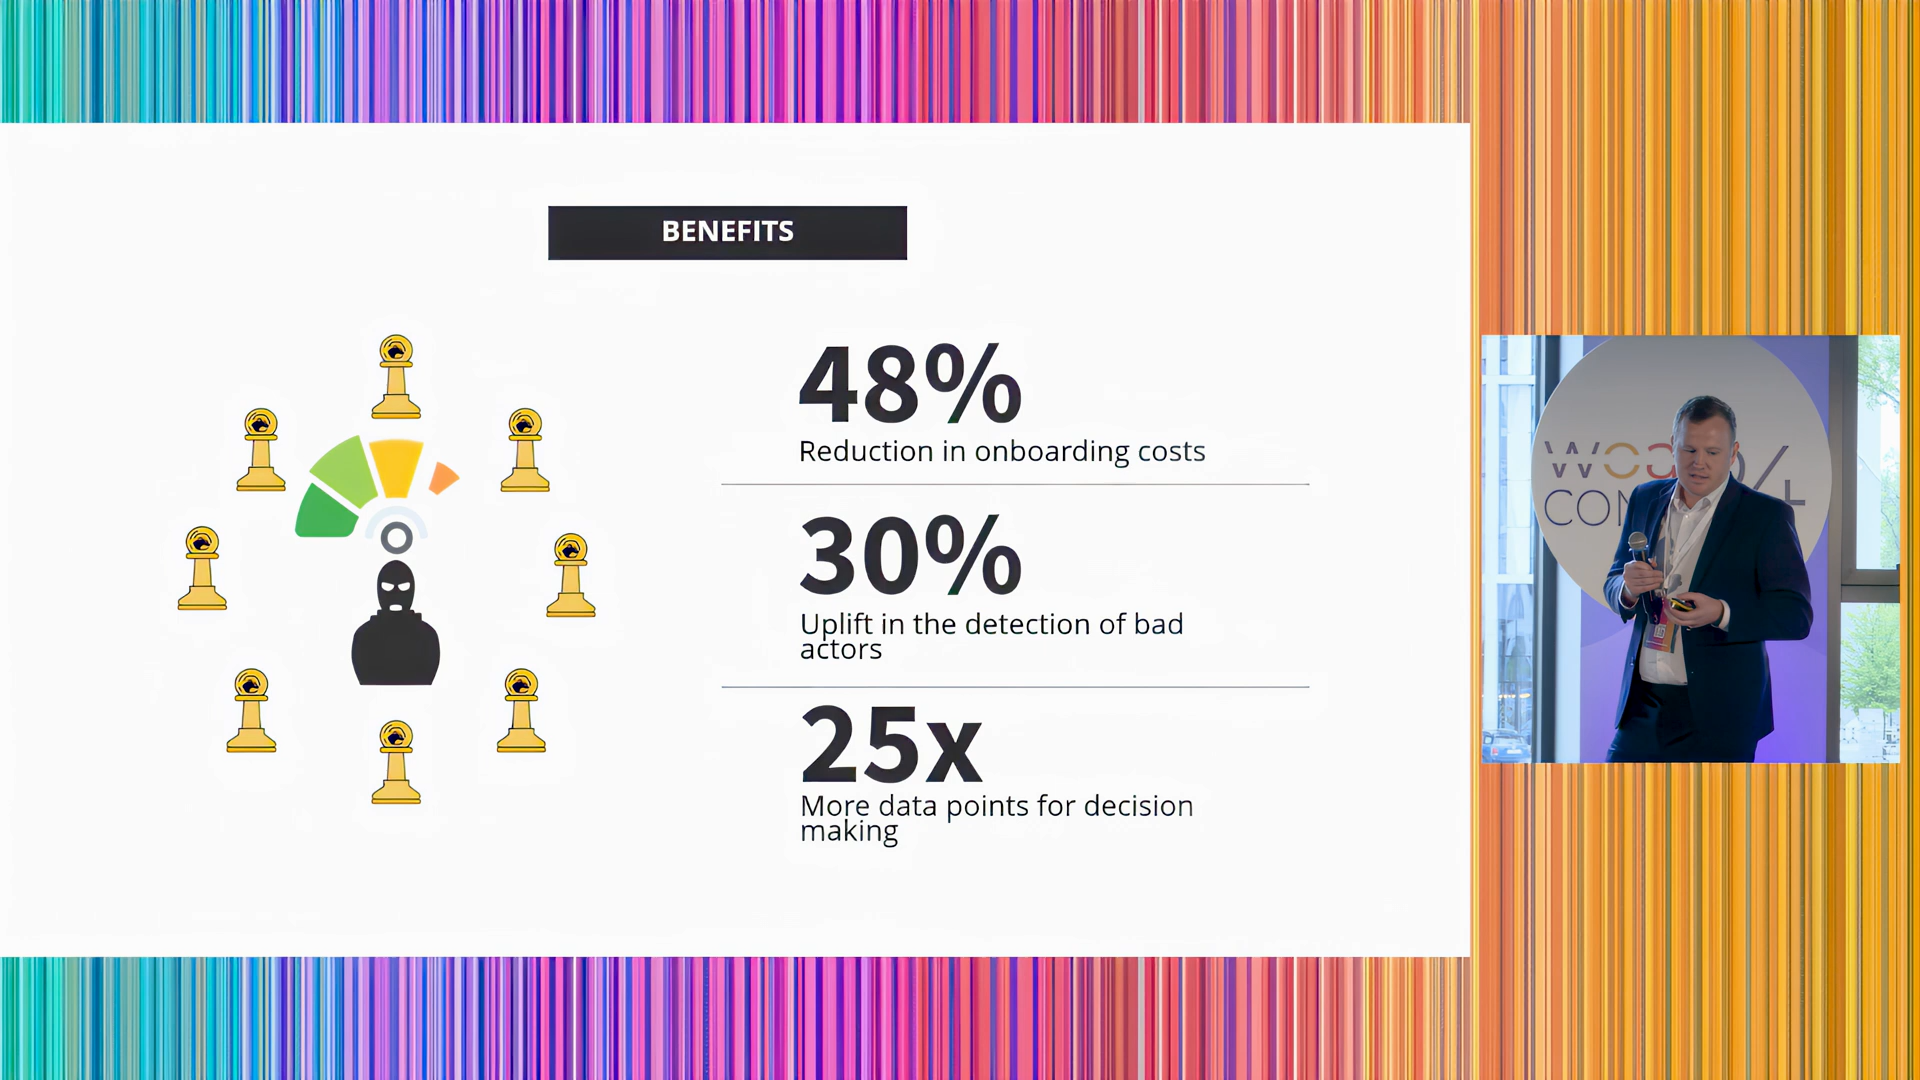 BENEFITS
48%
Reduction in onboarding costs
30%
Uplift in the detection of bad
actors
25x
More data points for decision
making